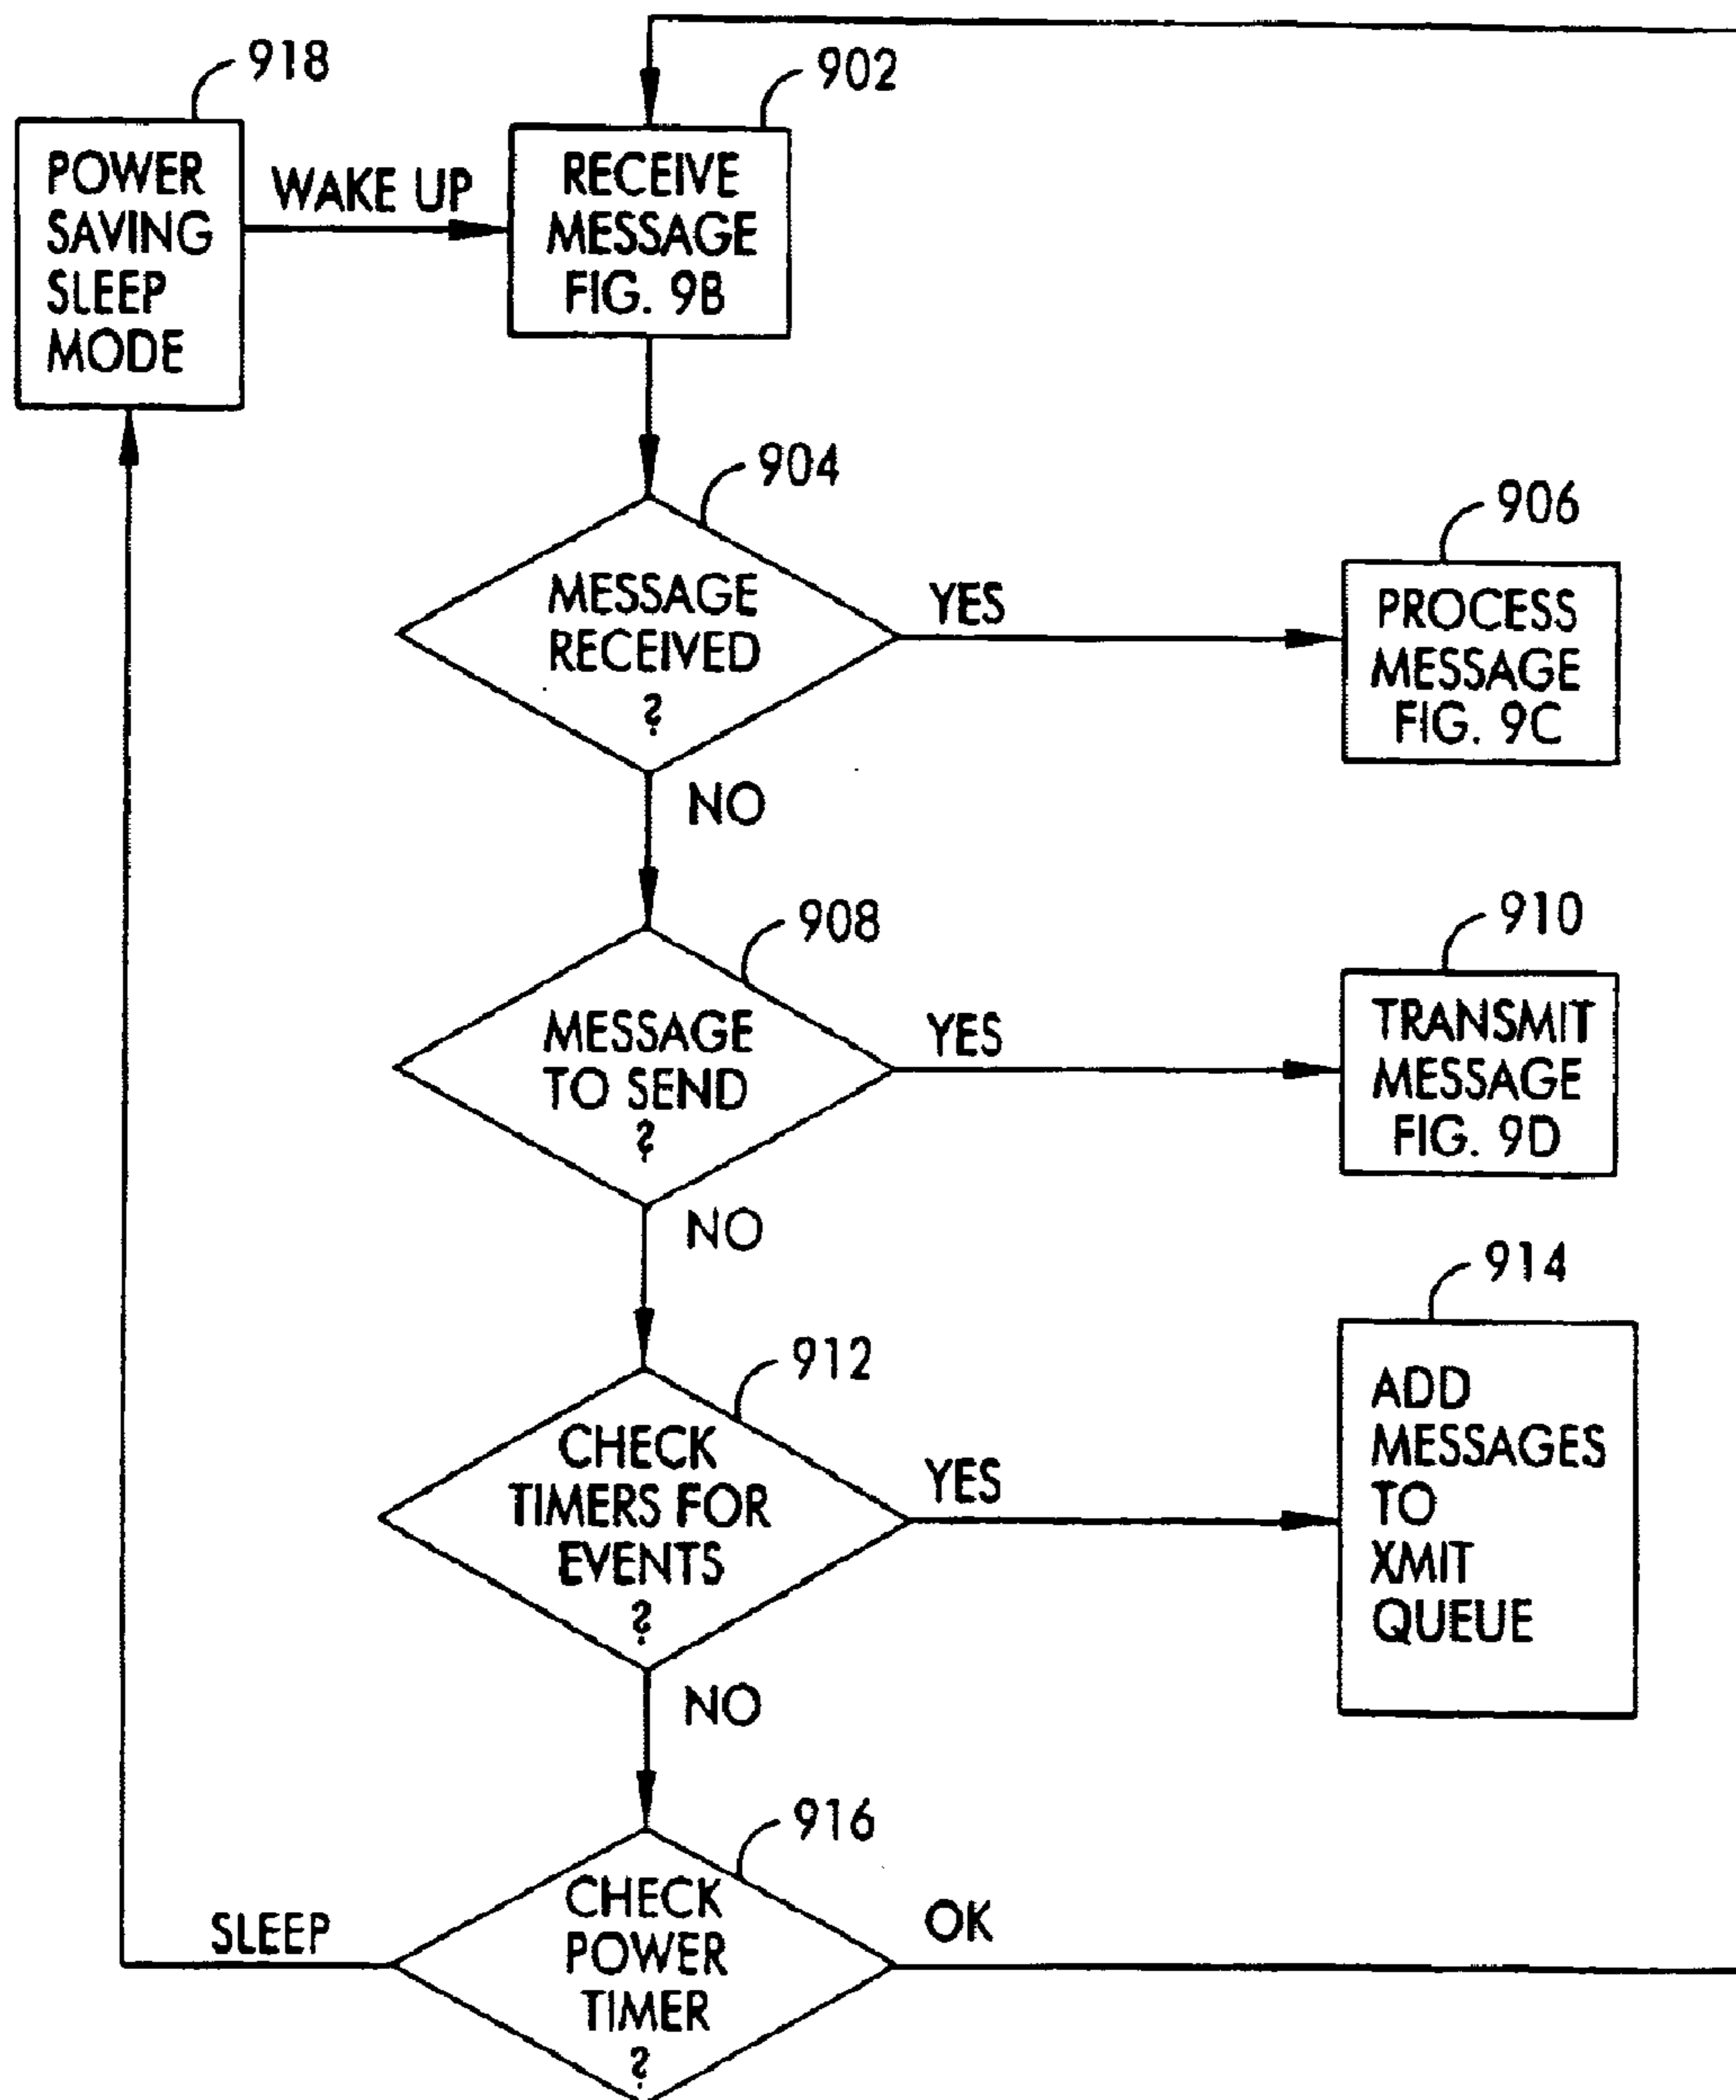 918
902
POWER
SAVING
SLEEP
MODE
WAKE UP
RECEIVE
MESSAGE
FIG. 9B
904
MESSAGE
RECEIVED
?
YES
906
PROCESS
MESSAGE
FIG. 9C
NO
908
MESSAGE
TO SEND
?
YES
910
TRANSMIT
MESSAGE
FIG. 9D
NO
912
CHECK
TIMERS FOR
EVENTS
?
YES
914
ADD
MESSAGES
TO
XMIT
QUEUE
NO
916
CHECK
POWER
TIMER
?
SLEEP
OK